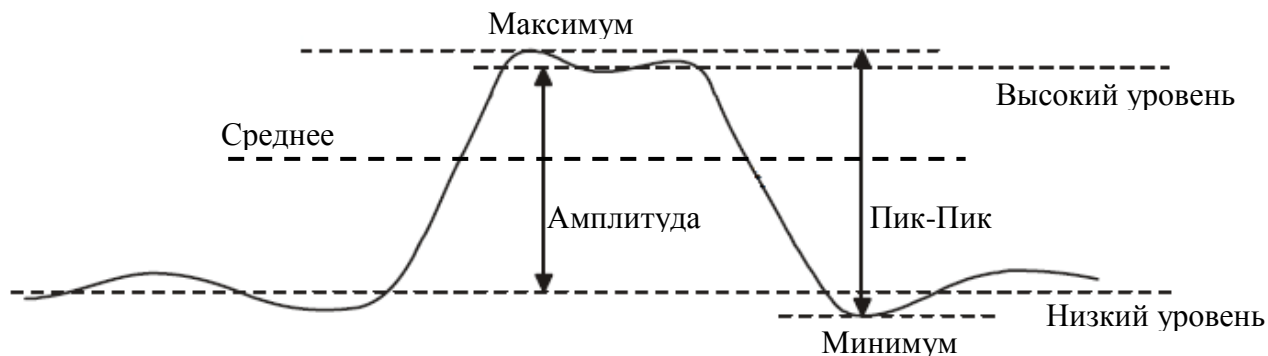 Максимум
Высокий уровень
Среднее
Амплитуда
Пик-Пик
Низкий уровень
Минимум